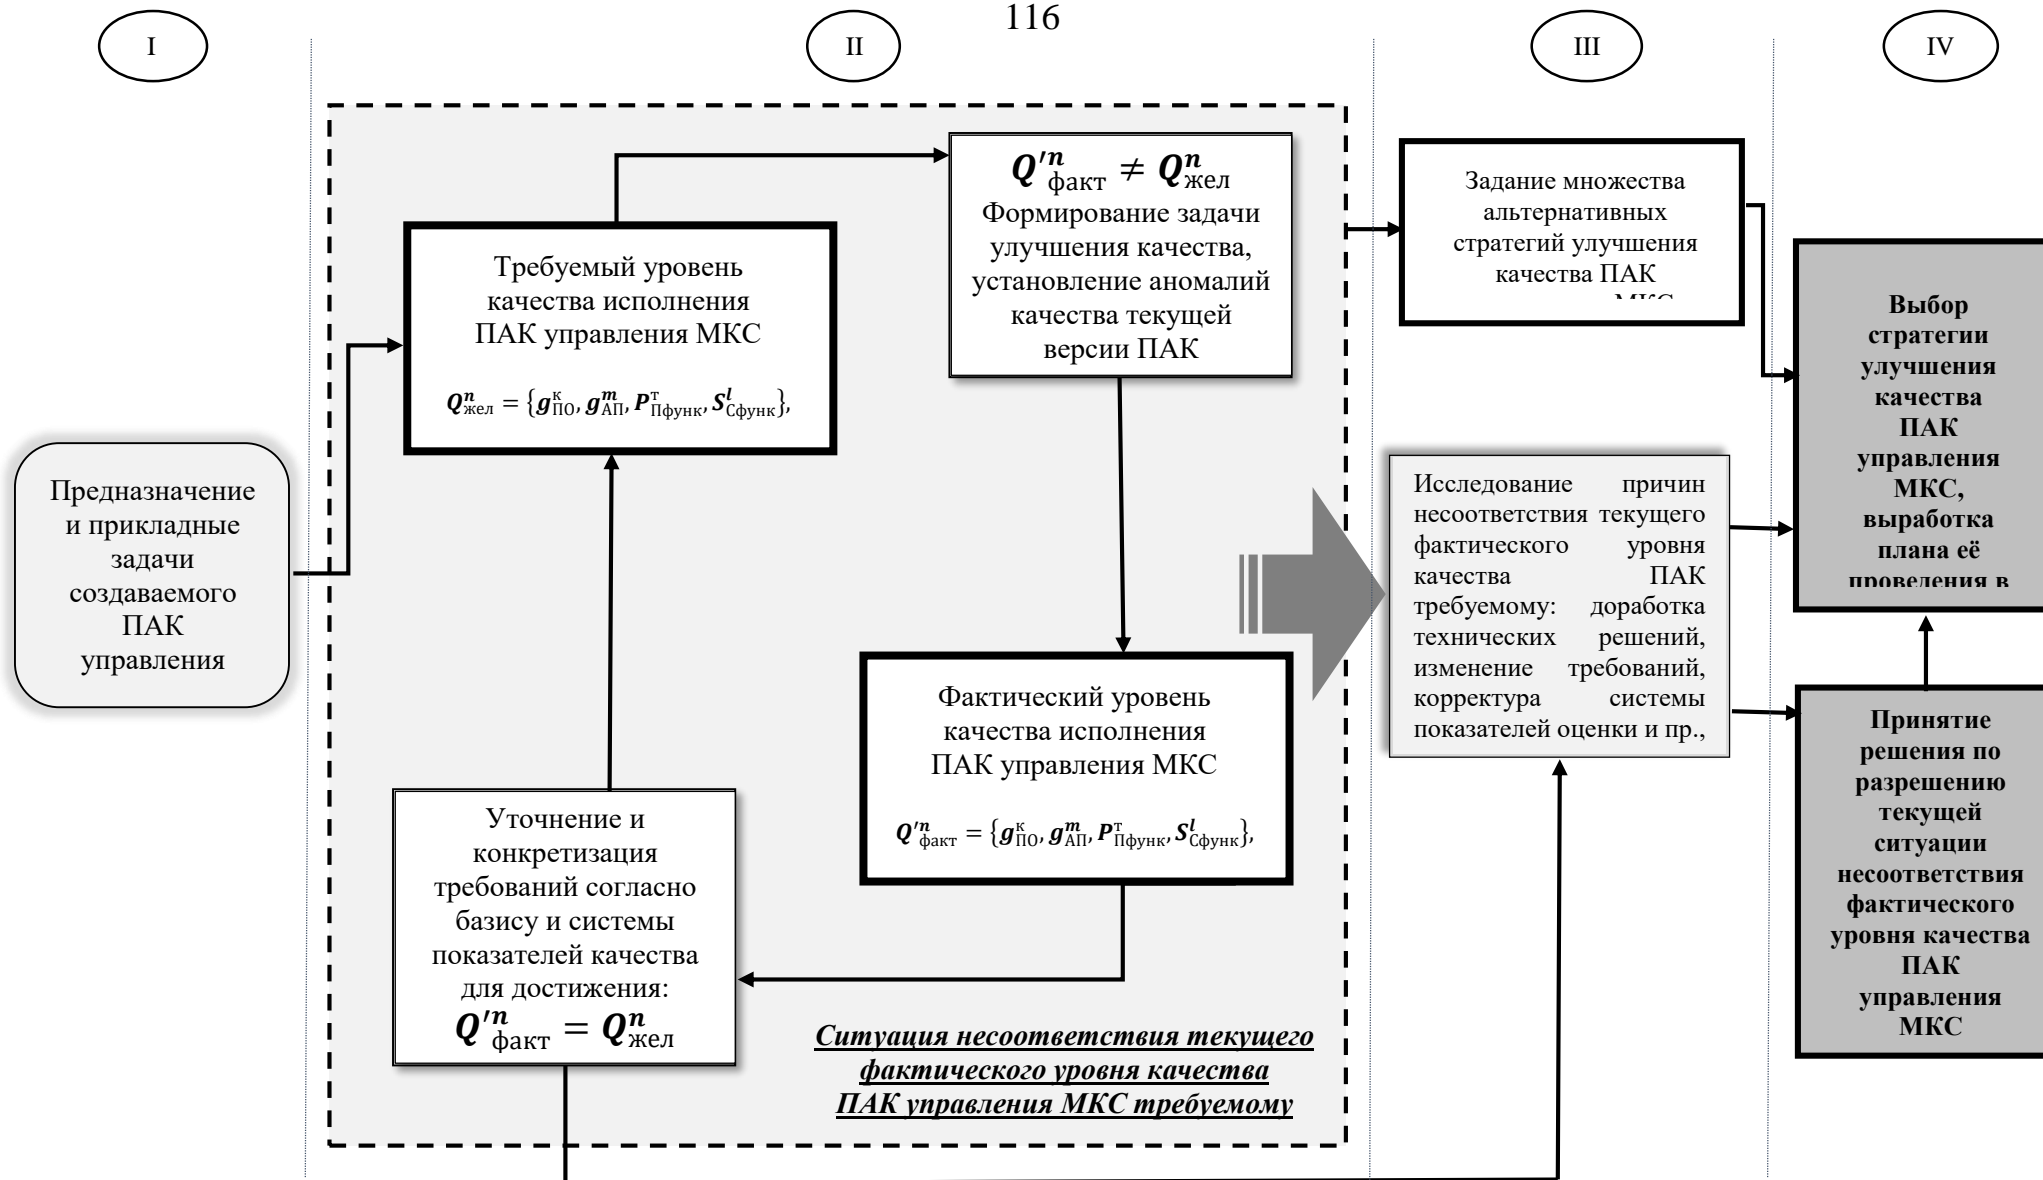 116
I
II
III
IV
Предназначение
и прикладные
задачи
создаваемого
ПАК
управления
Требуемый уровень
качества исполнения
ПАК управления МКС
Qⁿжел = {gᵏПО, gᵐАП, PᵀПфункт, SˡСфунк},
Q′ⁿфакт ≠ Qⁿжел
Формирование задачи
улучшения качества,
установление аномалий
качества текущей
версии ПАК
Фактический уровень
качества исполнения
ПАК управления МКС
Q′ⁿфакт = {gᵏПО, gᵐАП, PᵀПфунк, SˡСфунк},
Уточнение и
конкретизация
требований согласно
базису и системы
показателей качества
для достижения:
Q′ⁿфакт = Qⁿжел
Ситуация несоответствия текущего
фактического уровня качества
ПАК управления МКС требуемому
Задание множества
альтернативных
стратегий улучшения
качества ПАК
Исследование причин
несоответствия текущего
фактического уровня
качества ПАК
требуемому: доработка
технических решений,
изменение требований,
корректура системы
показателей оценки и пр.,
Выбор
стратегии
улучшения
качества
ПАК
управления
МКС,
выработка
плана её
проведения в
Принятие
решения по
разрешению
текущей
ситуации
несоответствия
фактического
уровня качества
ПАК
управления
МКС